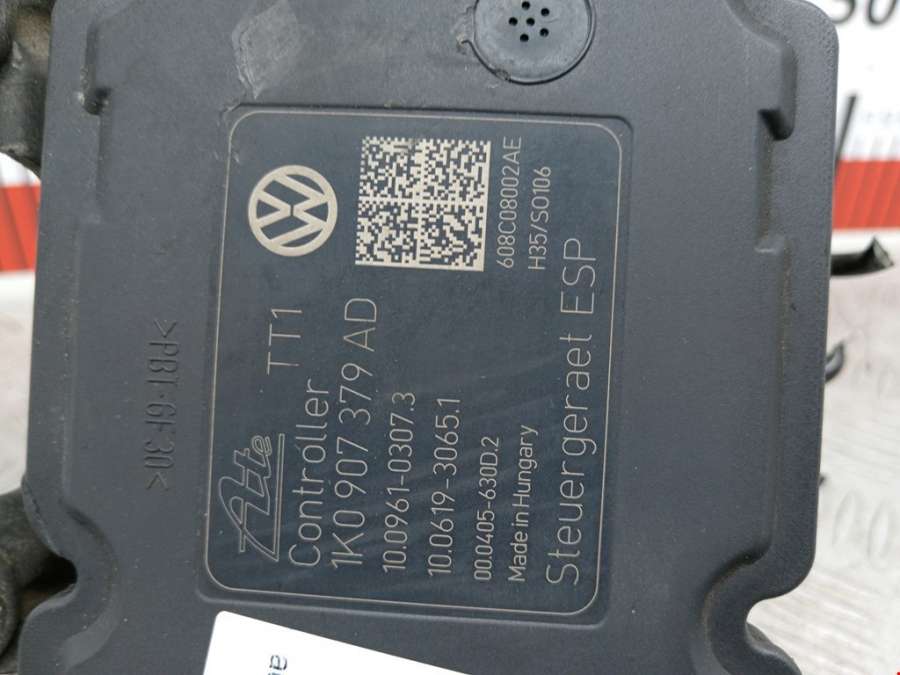 Ate
Controller TT1
1K0 907 379 AD
10.0961-0307.3
10.0619-3065.1
00.0405-630D.2
Made in Hungary
Steuergeraet ESP
608C08002AE
H35/S0106
>PBT-GF30<